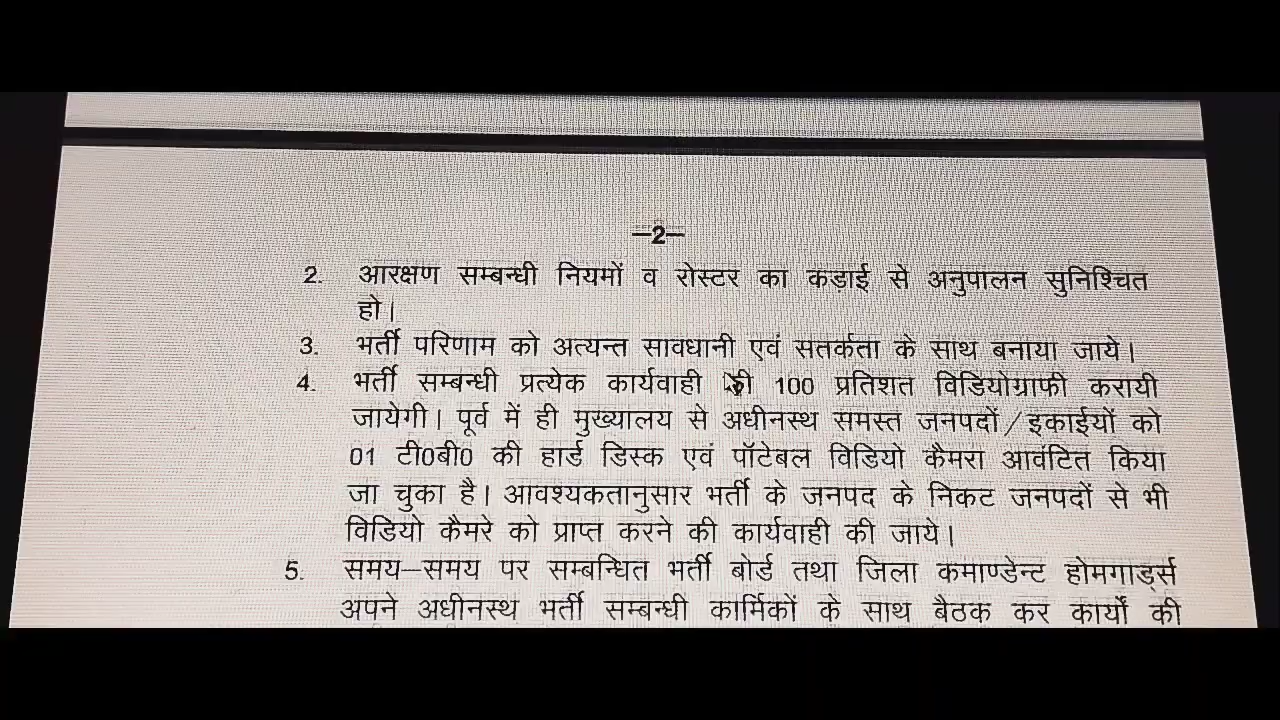 —2—
2. आरक्षण सम्बन्धी नियमों व रोस्टर का कडाई से अनुपालन सुनिश्चित
हो।
3. भर्ती परिणाम को अत्यन्त सावधानी एवं सतर्कता के साथ बनाया जाये।
4. भर्ती सम्बन्धी प्रत्येक कार्यवाही की 100 प्रतिशत विडियोग्राफी करायी
जायेगी। पूर्व में ही मुख्यालय से अधीनस्थ समस्त जनपदों/इकाईयों को
01 टी0बी0 की हार्ड डिस्क एवं पॉटेबल विडियो कैमरा आवंटित किया
जा चुका है। आवश्यकतानुसार भर्ती के जनपद के निकट जनपदों से भी
विडियो कैमरे को प्राप्त करने की कार्यवाही की जाये।
5. समय—समय पर सम्बन्धित भर्ती बोर्ड तथा जिला कमाण्डेन्ट होमगार्ड्स
अपने अधीनस्थ भर्ती सम्बन्धी कार्मिकों के साथ बैठक कर कार्यों की